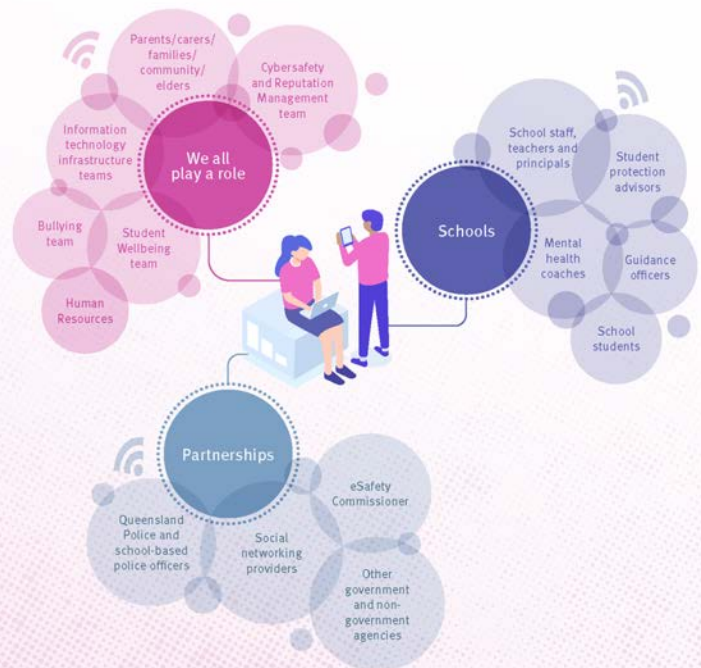 Parents/carers/
families/
community/
elders
Cybersafety
and Reputation
Management
team
Information
technology
infrastructure
teams
We all
play a role
Bullying
team
Student
Wellbeing
team
Human
Resources
School staff,
teachers and
principals
Student
protection
advisors
Schools
Mental
health
coaches
Guidance
officers
School
students
Partnerships
eSafety
Commissioner
Queensland
Police and
school-based
police officers
Social
networking
providers
Other
government
and non-
government
agencies